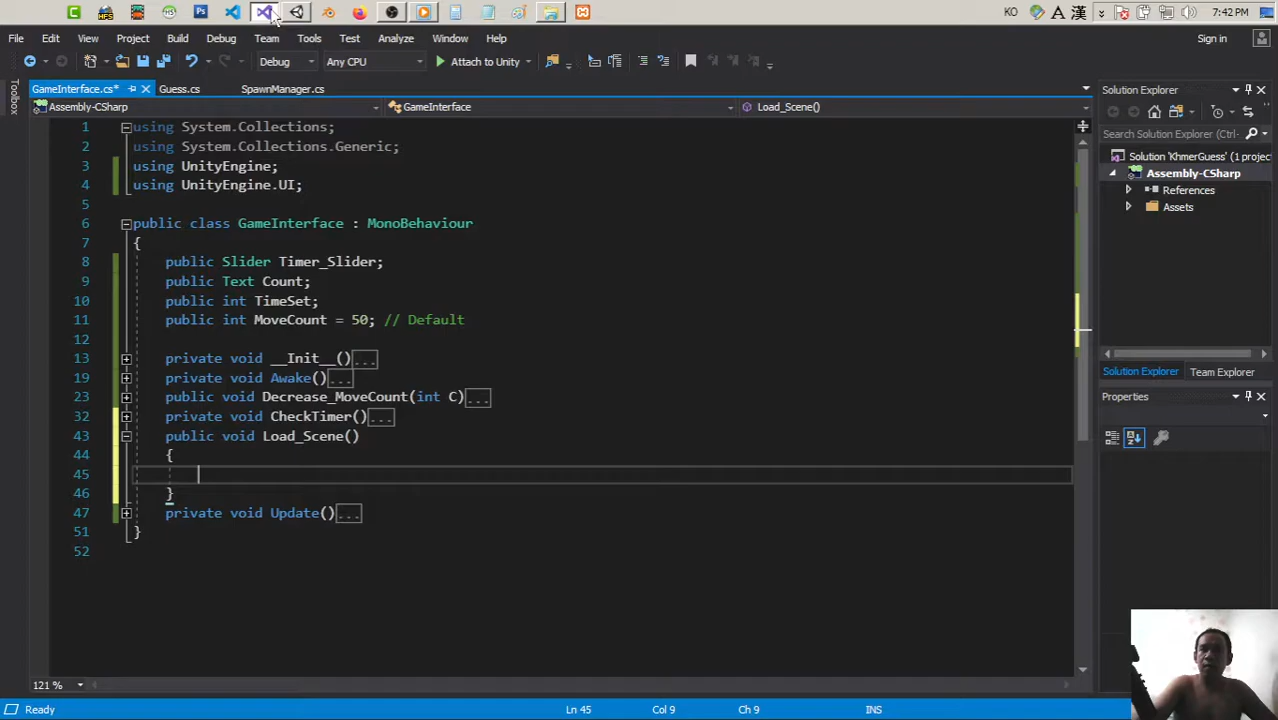 KO A 漢 7:42 PM
File Edit View Project Build Debug Team Tools Test Analyze Window Help Sign in
Debug Any CPU Attach to Unity
GameInterface.cs* Guess.cs SpawnManager.cs
Assembly-CSharp GameInterface Load_Scene()
Toolbox
1 using System.Collections;
2 using System.Collections.Generic;
3 using UnityEngine;
4 using UnityEngine.UI;
5
6 public class GameInterface : MonoBehaviour
7 {
8 public Slider Timer_Slider;
9 public Text Count;
10 public int TimeSet;
11 public int MoveCount = 50; // Default
12
13 private void __Init__()...
19 private void Awake()...
23 public void Decrease_MoveCount(int C)...
32 private void CheckTimer()...
43 public void Load_Scene()
44 {
45
46 }
47 private void Update()...
51 }
52
121 %
Ready Ln 45 Col 9 Ch 9 INS
Solution Explorer
Search Solution Explorer (Ctrl-
Solution 'KhmerGuess' (1 projec
Assembly-CSharp
References
Assets
Solution Explorer Team Explorer
Properties